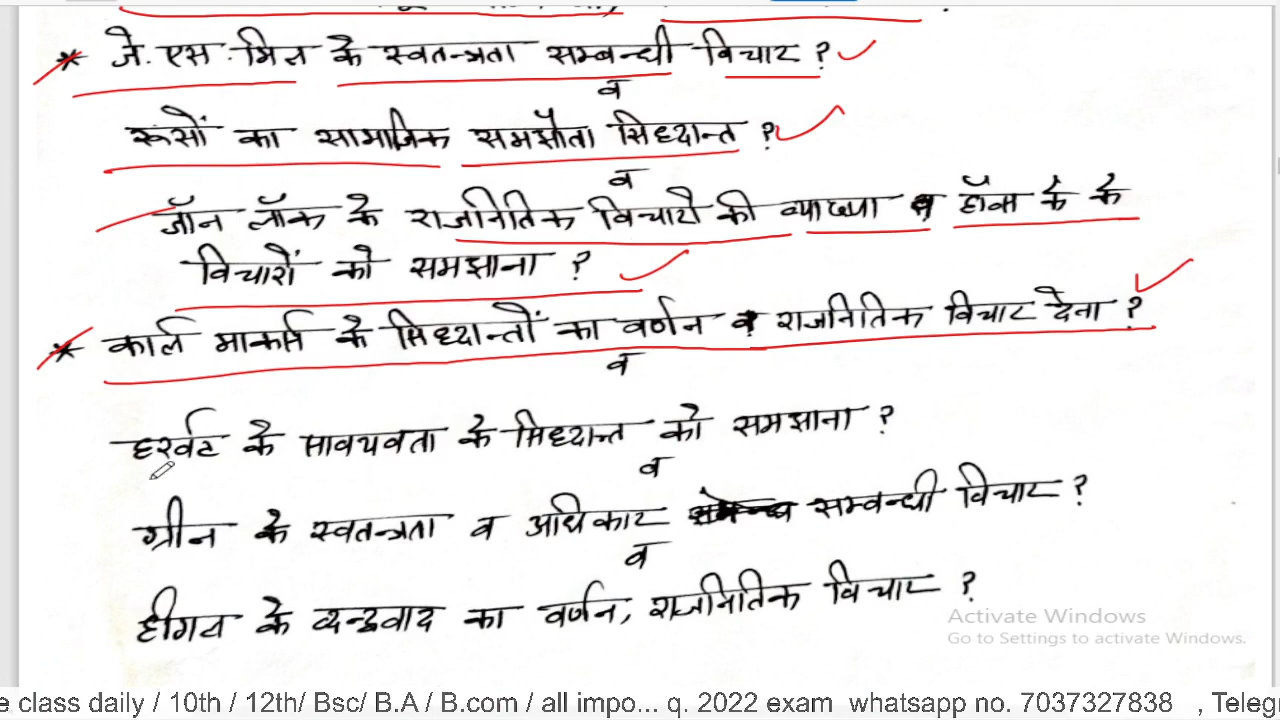 * जे. एस. मिल के स्वतन्त्रता सम्बन्धी विचार ?
व
रूसों का सामाजिक समझौता सिध्दान्त ?
व
जॉन लॉक के राजनितिक विचारों की व्याख्या व हॉब्स के के
विचारों को समझाना ?
* कार्ल मार्क्स के सिध्दान्तों का वर्णन व राजनितिक विचार देना ?
व
हरर्वट के सावयवता के सिध्दान्त को समझाना ?
व
ग्रीन के स्वतन्त्रता व अधिकार सम्बन्धी विचार ?
व
हीगल के द्वन्द्ववाद का वर्णन, राजनितिक विचार ?
Activate Windows
Go to Settings to activate Windows.
e class daily / 10th / 12th/ Bsc/ B.A / B.com / all impo... q. 2022 exam whatsapp no. 7037327838 , Teleg